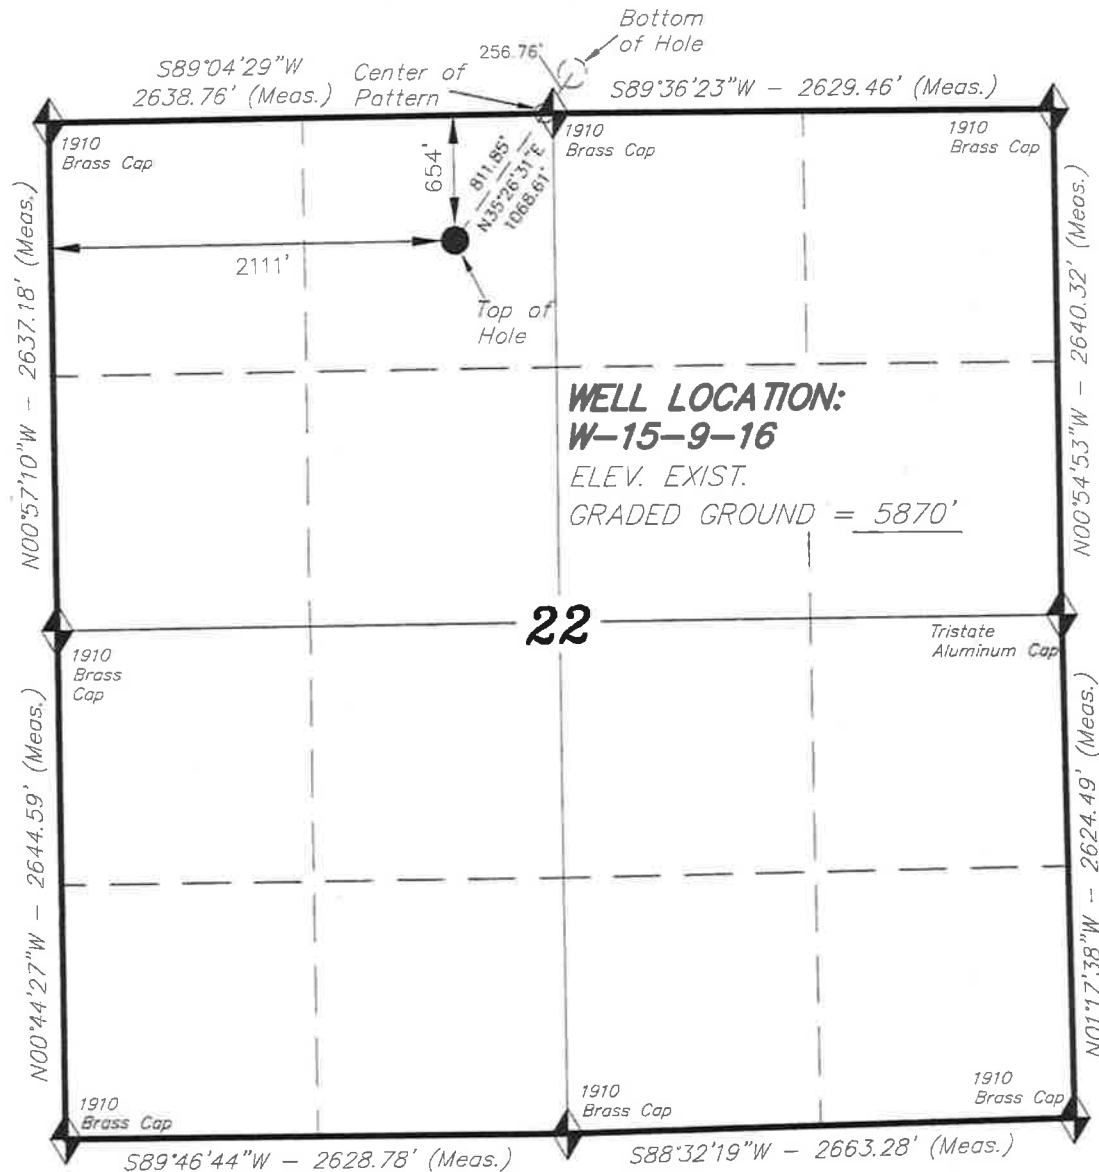 Bottom
of Hole
256.76'
S89°04'29"W
2638.76' (Meas.)
Center of
Pattern
S89°36'23"W - 2629.46' (Meas.)
1910
Brass Cap
1910
Brass Cap
1910
Brass Cap
654'
811.85'
N35°26'31"E
1068.61'
2111'
Top of
Hole
N00°57'10"W - 2637.18' (Meas.)
N00°54'53"W - 2640.32' (Meas.)
WELL LOCATION:
W-15-9-16
ELEV. EXIST.
GRADED GROUND = 5870'
22
1910
Brass
Cap
Tristate
Aluminum Cap
N00°44'27"W - 2644.59' (Meas.)
N01°17'38"W - 2624.49' (Meas.)
1910
Brass Cap
1910
Brass Cap
1910
Brass Cap
S89°46'44"W - 2628.78' (Meas.)
S88°32'19"W - 2663.28' (Meas.)